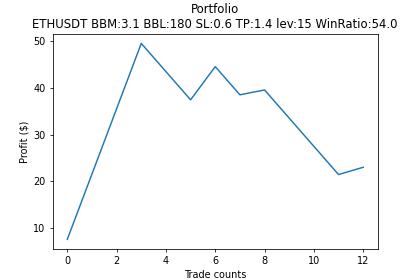 Portfolio
ETHUSDT BBM:3.1 BBL:180 SL:0.6 TP:1.4 lev:15 WinRatio:54.0
50
40
30
20
10
Profit ($)
0 2 4 6 8 10 12
Trade counts